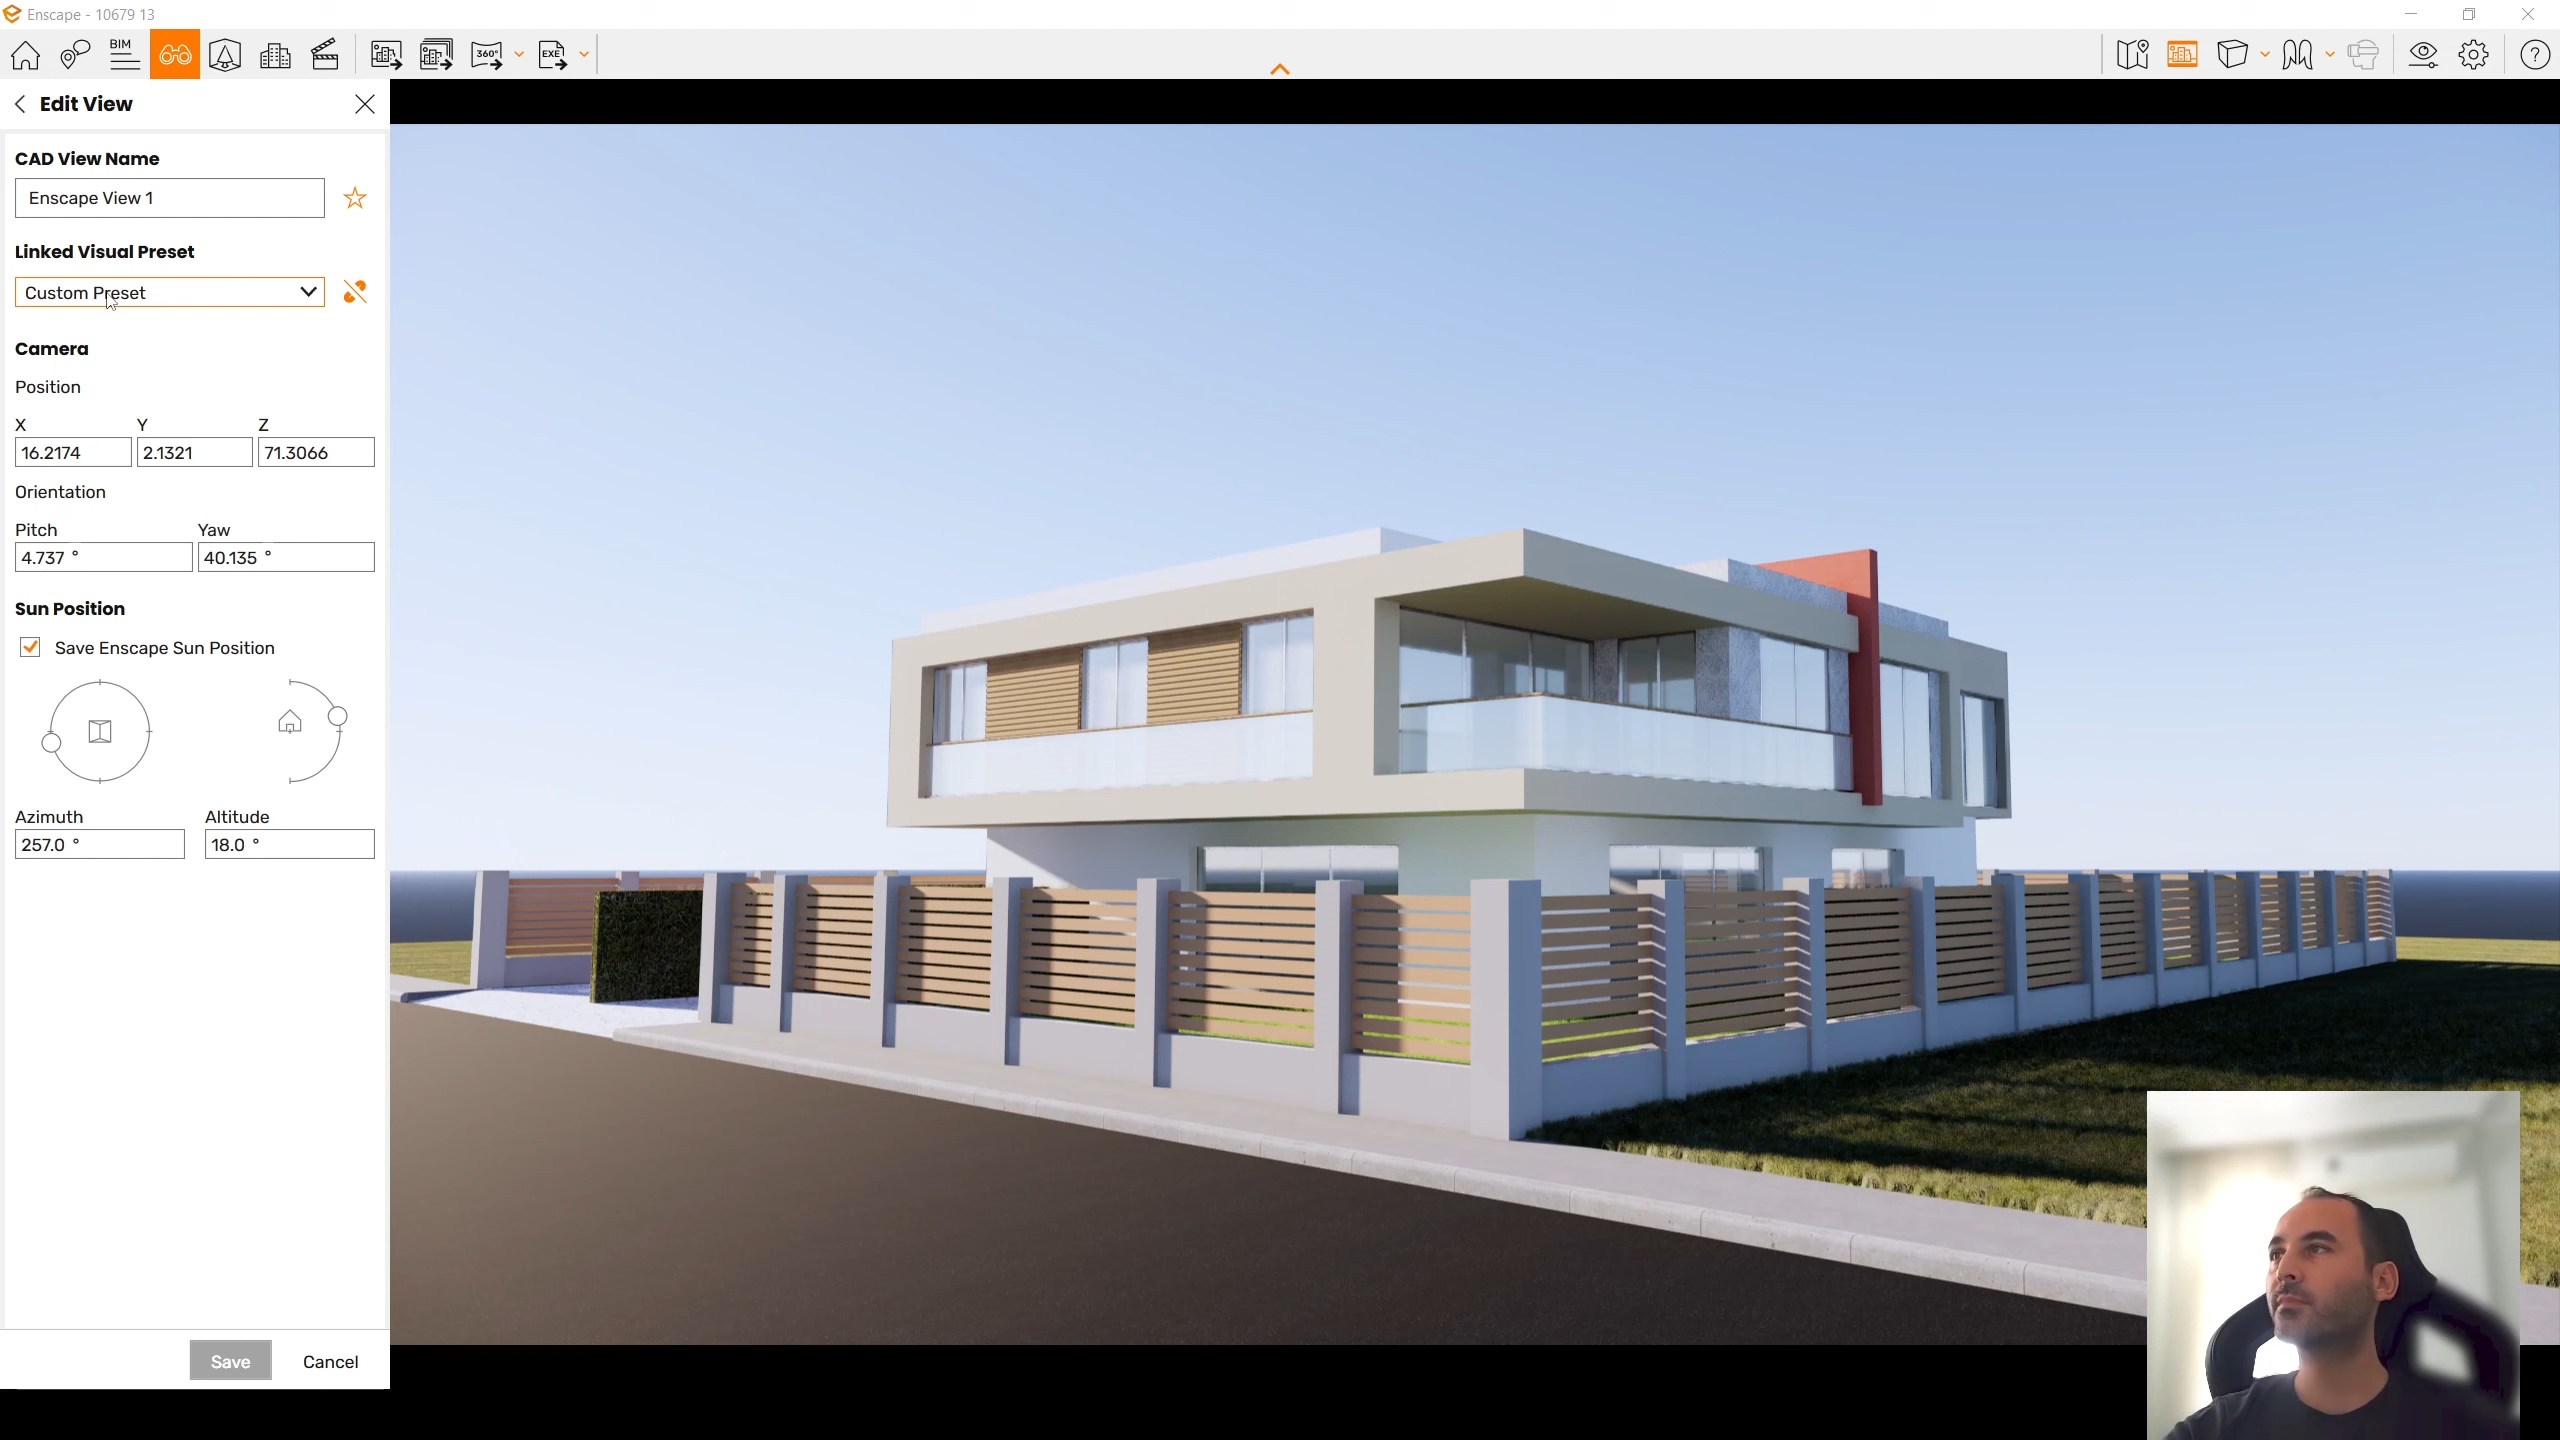 Enscape - 10679 13
BIM
360°
EXE
Edit View
CAD View Name
Enscape View 1
Linked Visual Preset
Custom Preset
Camera
Position
X Y Z
16.2174 2.1321 71.3066
Orientation
Pitch Yaw
4.737 ° 40.135 °
Sun Position
Save Enscape Sun Position
Azimuth Altitude
257.0 ° 18.0 °
Save Cancel